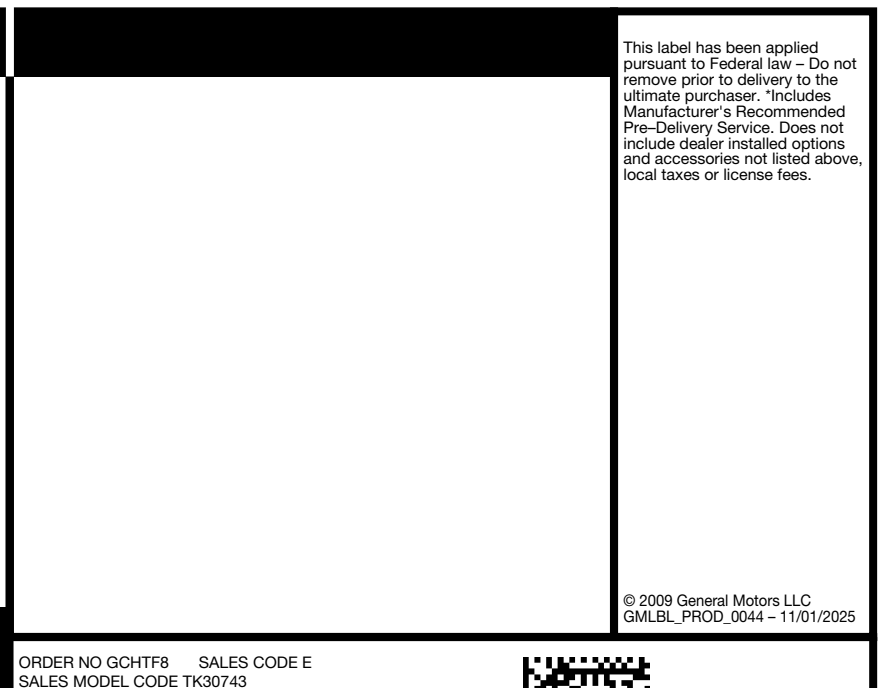 This label has been applied
pursuant to Federal law – Do not
remove prior to delivery to the
ultimate purchaser. *Includes
Manufacturer's Recommended
Pre–Delivery Service. Does not
include dealer installed options
and accessories not listed above,
local taxes or license fees.
© 2009 General Motors LLC
GMLBL_PROD_0044 – 11/01/2025
ORDER NO GCHTF8 SALES CODE E
SALES MODEL CODE TK30743